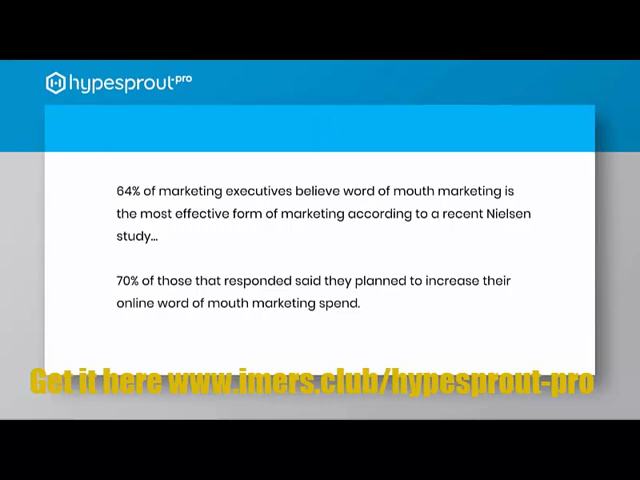 hypesprout-pro
64% of marketing executives believe word of mouth marketing is
the most effective form of marketing according to a recent Nielsen
study...
70% of those that responded said they planned to increase their
online word of mouth marketing spend.
Get it here www.imers.club/hypesprout-pro